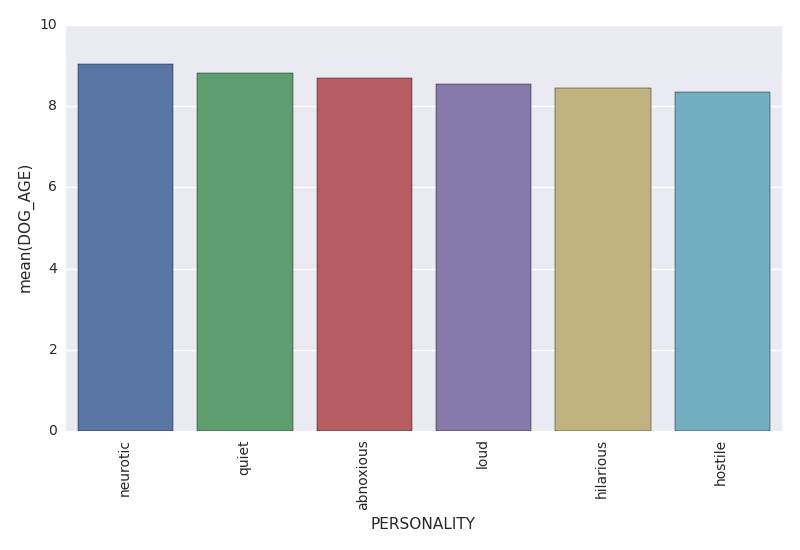 10
8
6
4
2
0
mean(DOG_AGE)
neurotic
quiet
abnoxious
loud
hilarious
hostile
PERSONALITY